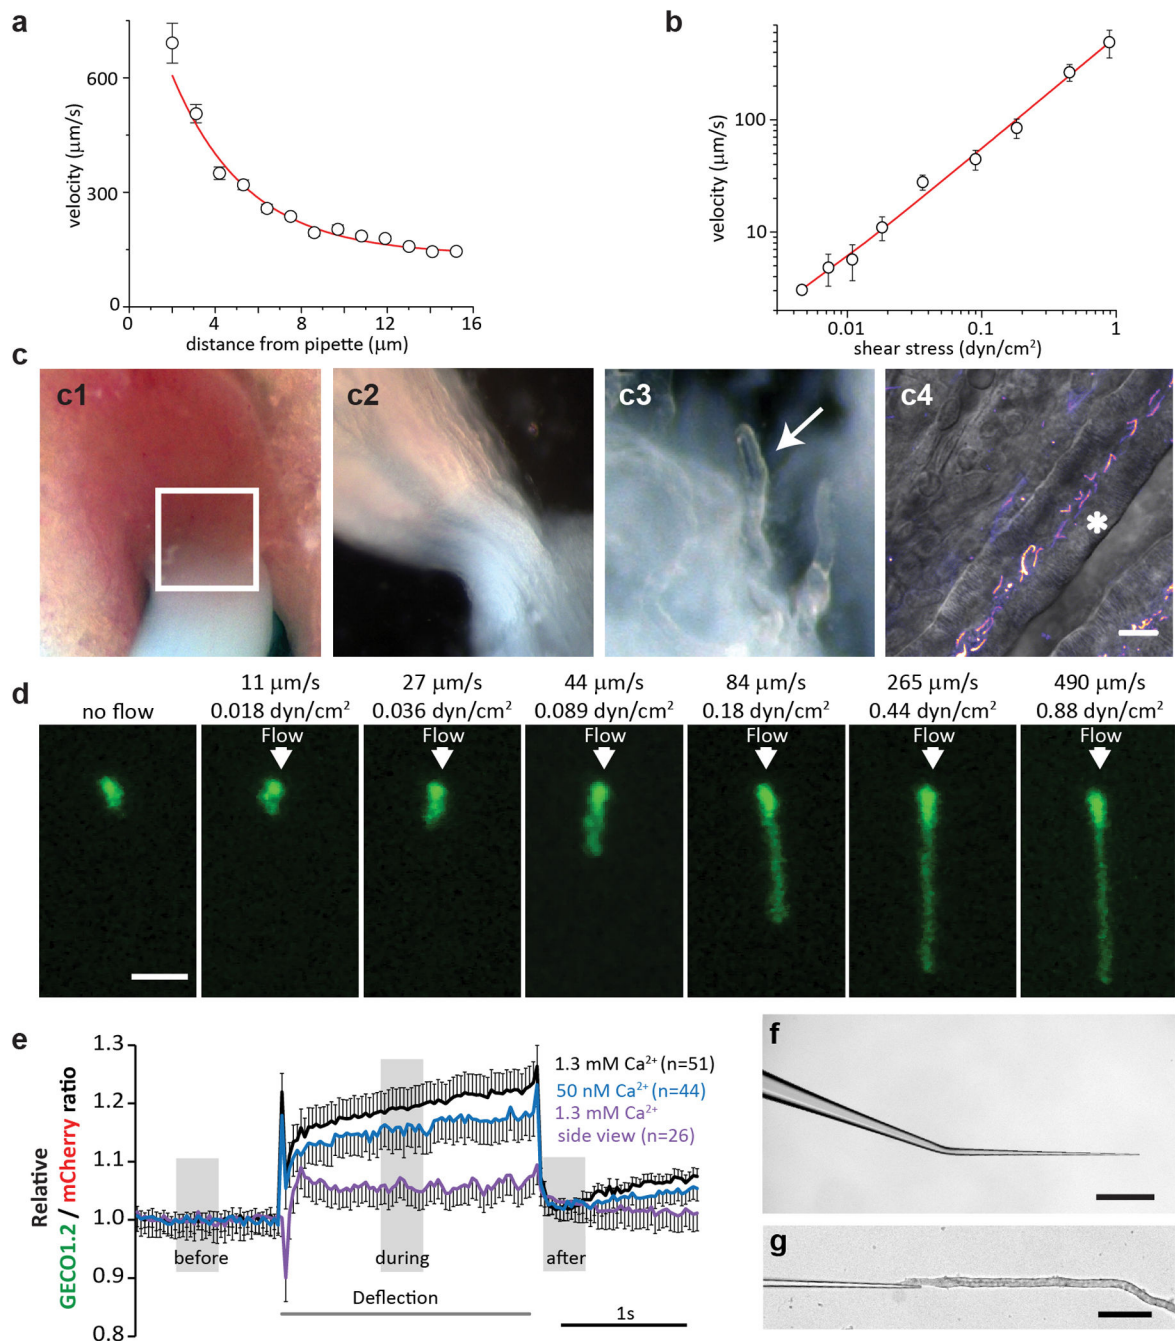 a
velocity (μm/s)
600
300
0
0
4
8
12
16
distance from pipette (μm)
b
velocity (μm/s)
100
10
0.01
0.1
1
shear stress (dyn/cm²)
c
c1
c2
c3
c4
*
d
no flow
11 μm/s
0.018 dyn/cm²
Flow
27 μm/s
0.036 dyn/cm²
Flow
44 μm/s
0.089 dyn/cm²
Flow
84 μm/s
0.18 dyn/cm²
Flow
265 μm/s
0.44 dyn/cm²
Flow
490 μm/s
0.88 dyn/cm²
Flow
e
Relative
GECO1.2 / mCherry ratio
1.3
1.2
1.1
1.0
0.9
0.8
1.3 mM Ca²⁺ (n=51)
50 nM Ca²⁺ (n=44)
1.3 mM Ca²⁺
side view (n=26)
before
during
after
Deflection
1s
f
g